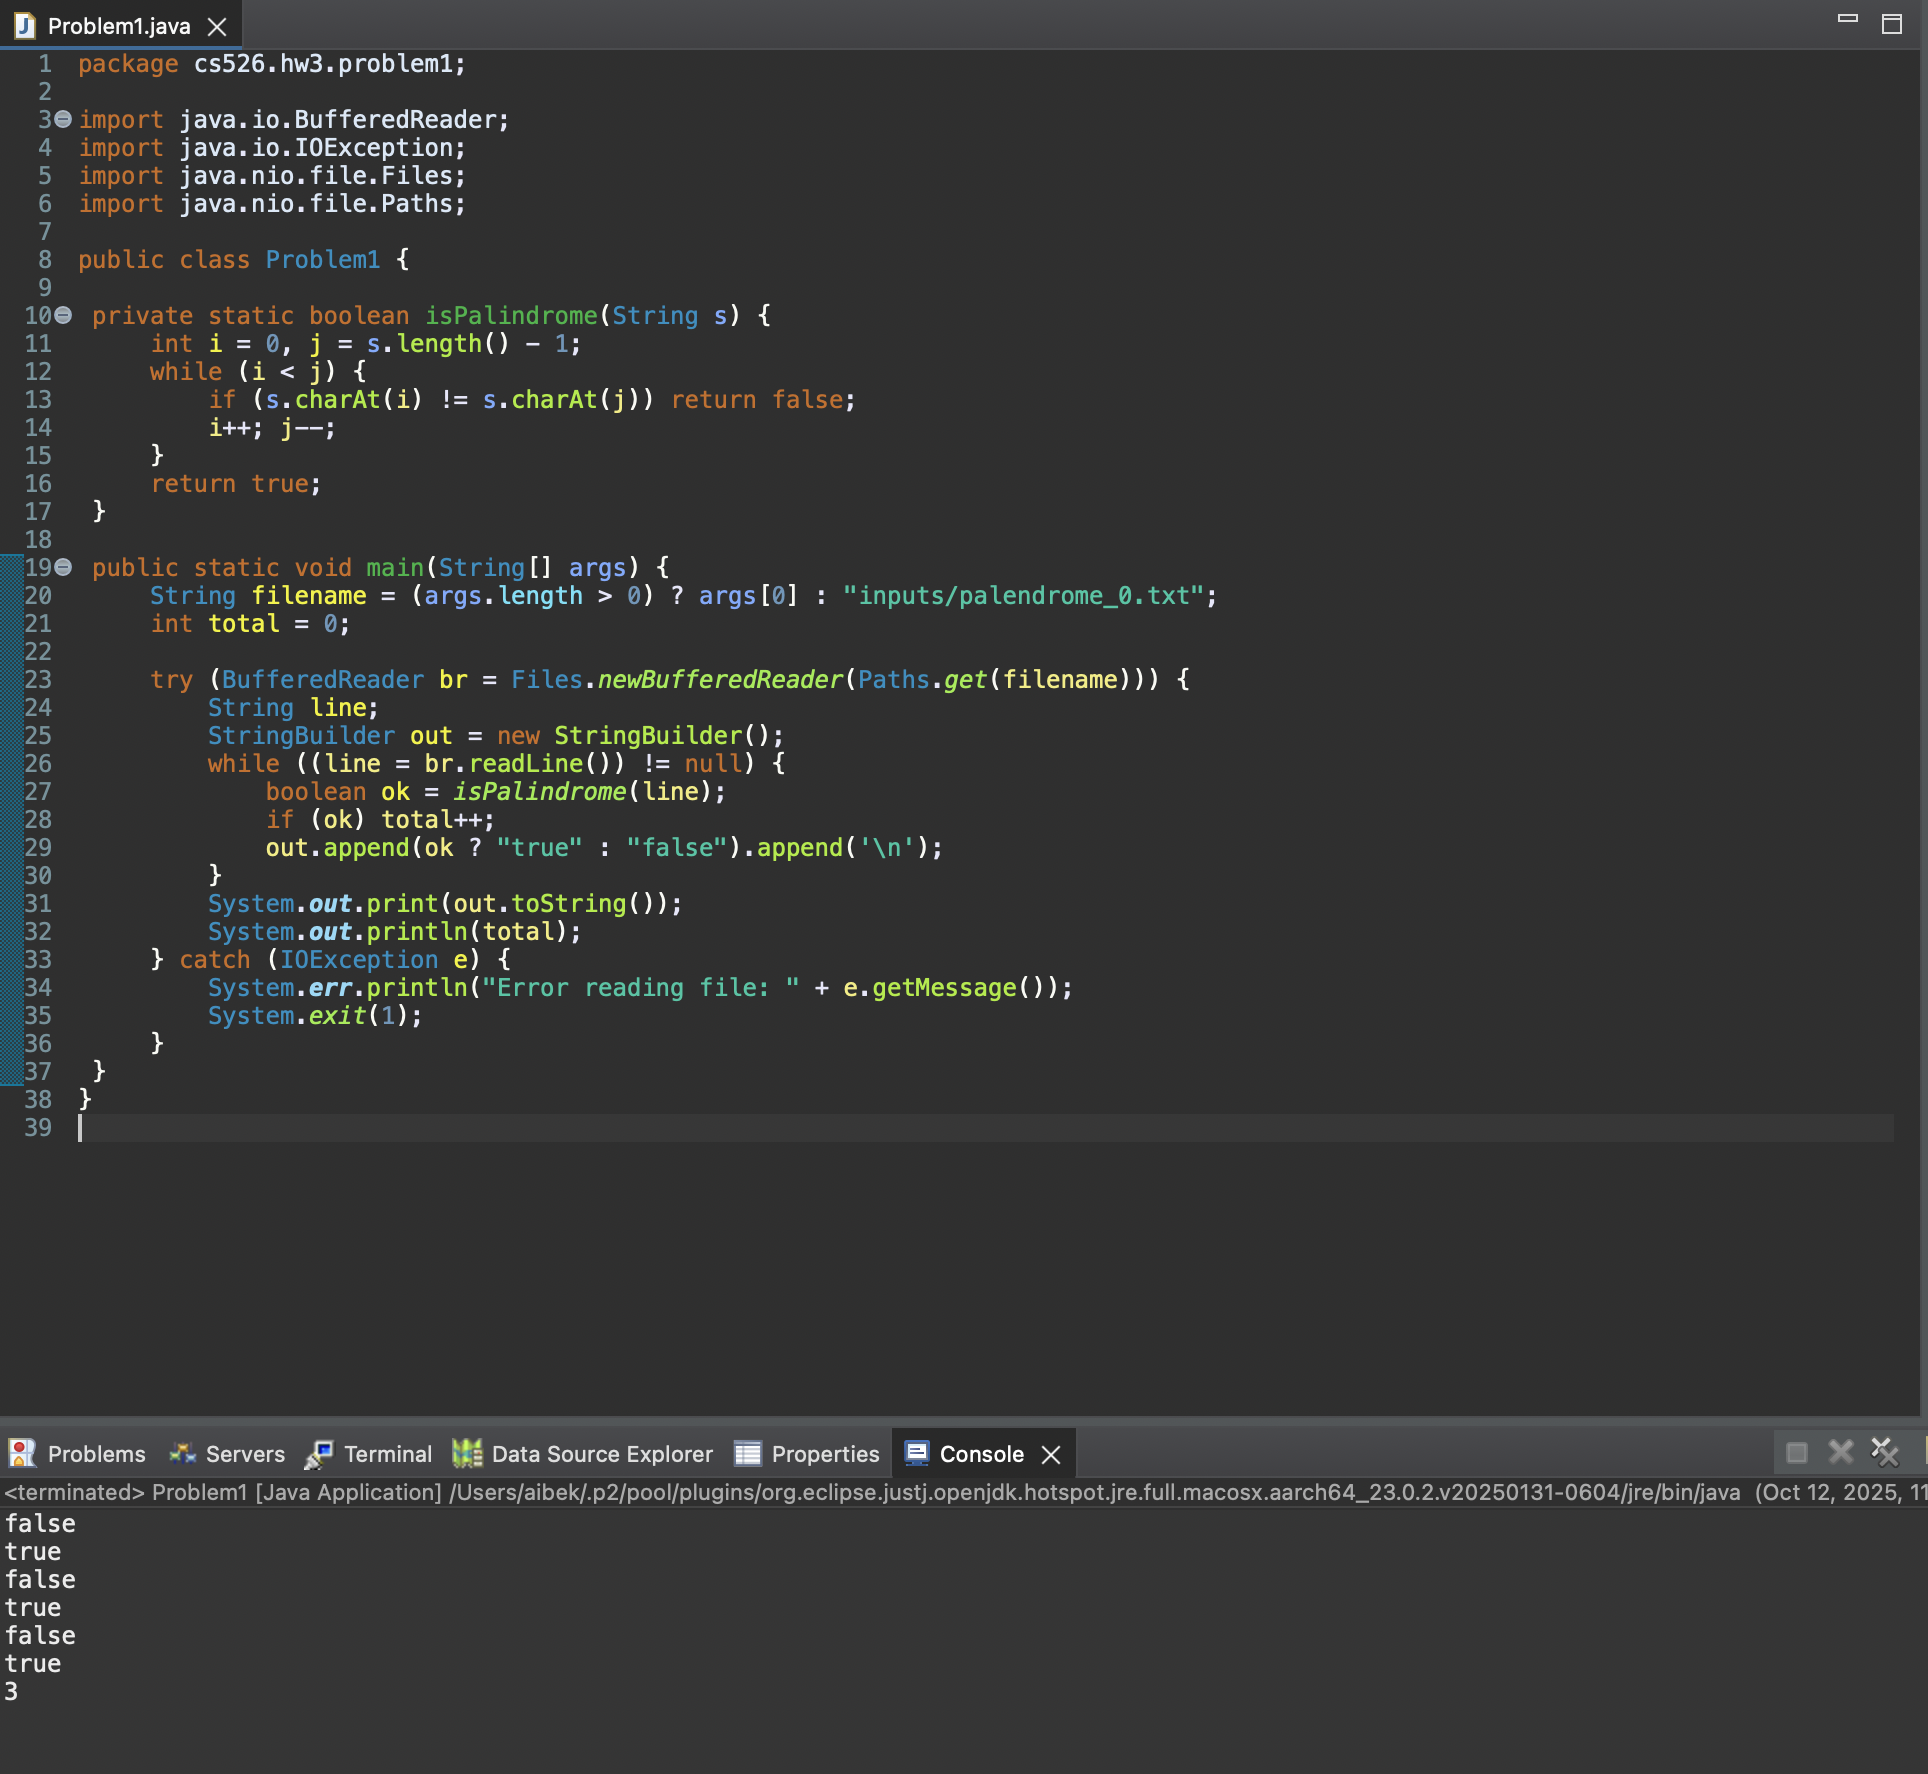 Problem1.java
1 package cs526.hw3.problem1;
2
3 import java.io.BufferedReader;
4 import java.io.IOException;
5 import java.nio.file.Files;
6 import java.nio.file.Paths;
7
8 public class Problem1 {
9
10 private static boolean isPalindrome(String s) {
11 int i = 0, j = s.length() - 1;
12 while (i < j) {
13 if (s.charAt(i) != s.charAt(j)) return false;
14 i++; j--;
15 }
16 return true;
17 }
18
19 public static void main(String[] args) {
20 String filename = (args.length > 0) ? args[0] : "inputs/palendrome_0.txt";
21 int total = 0;
22
23 try (BufferedReader br = Files.newBufferedReader(Paths.get(filename))) {
24 String line;
25 StringBuilder out = new StringBuilder();
26 while ((line = br.readLine()) != null) {
27 boolean ok = isPalindrome(line);
28 if (ok) total++;
29 out.append(ok ? "true" : "false").append('\n');
30 }
31 System.out.print(out.toString());
32 System.out.println(total);
33 } catch (IOException e) {
34 System.err.println("Error reading file: " + e.getMessage());
35 System.exit(1);
36 }
37 }
38 }
39
Problems Servers Terminal Data Source Explorer Properties Console
<terminated> Problem1 [Java Application] /Users/aibek/.p2/pool/plugins/org.eclipse.justj.openjdk.hotspot.jre.full.macosx.aarch64_23.0.2.v20250131-0604/jre/bin/java (Oct 12, 2025, 11
false
true
false
true
false
true
3